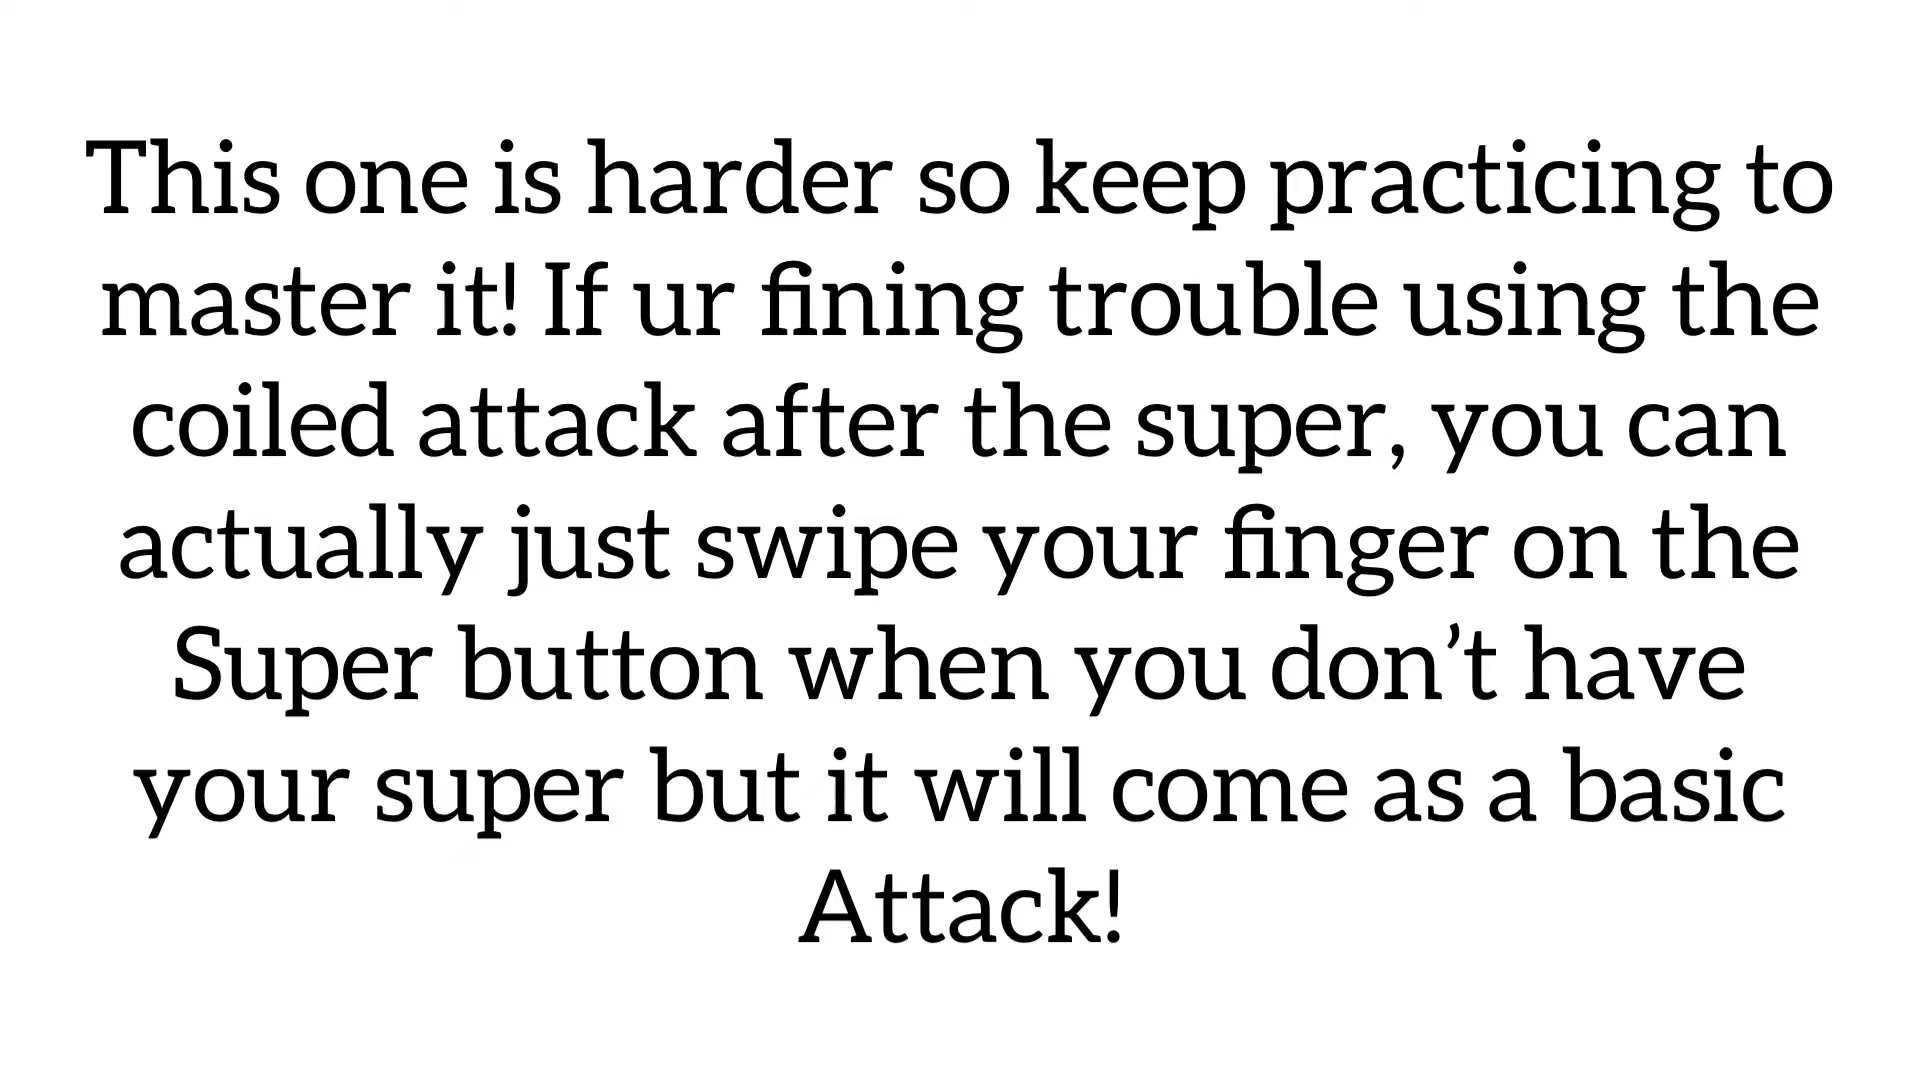 This one is harder so keep practicing to
master it! If ur fining trouble using the
coiled attack after the super, you can
actually just swipe your finger on the
Super button when you don’t have
your super but it will come as a basic
Attack!